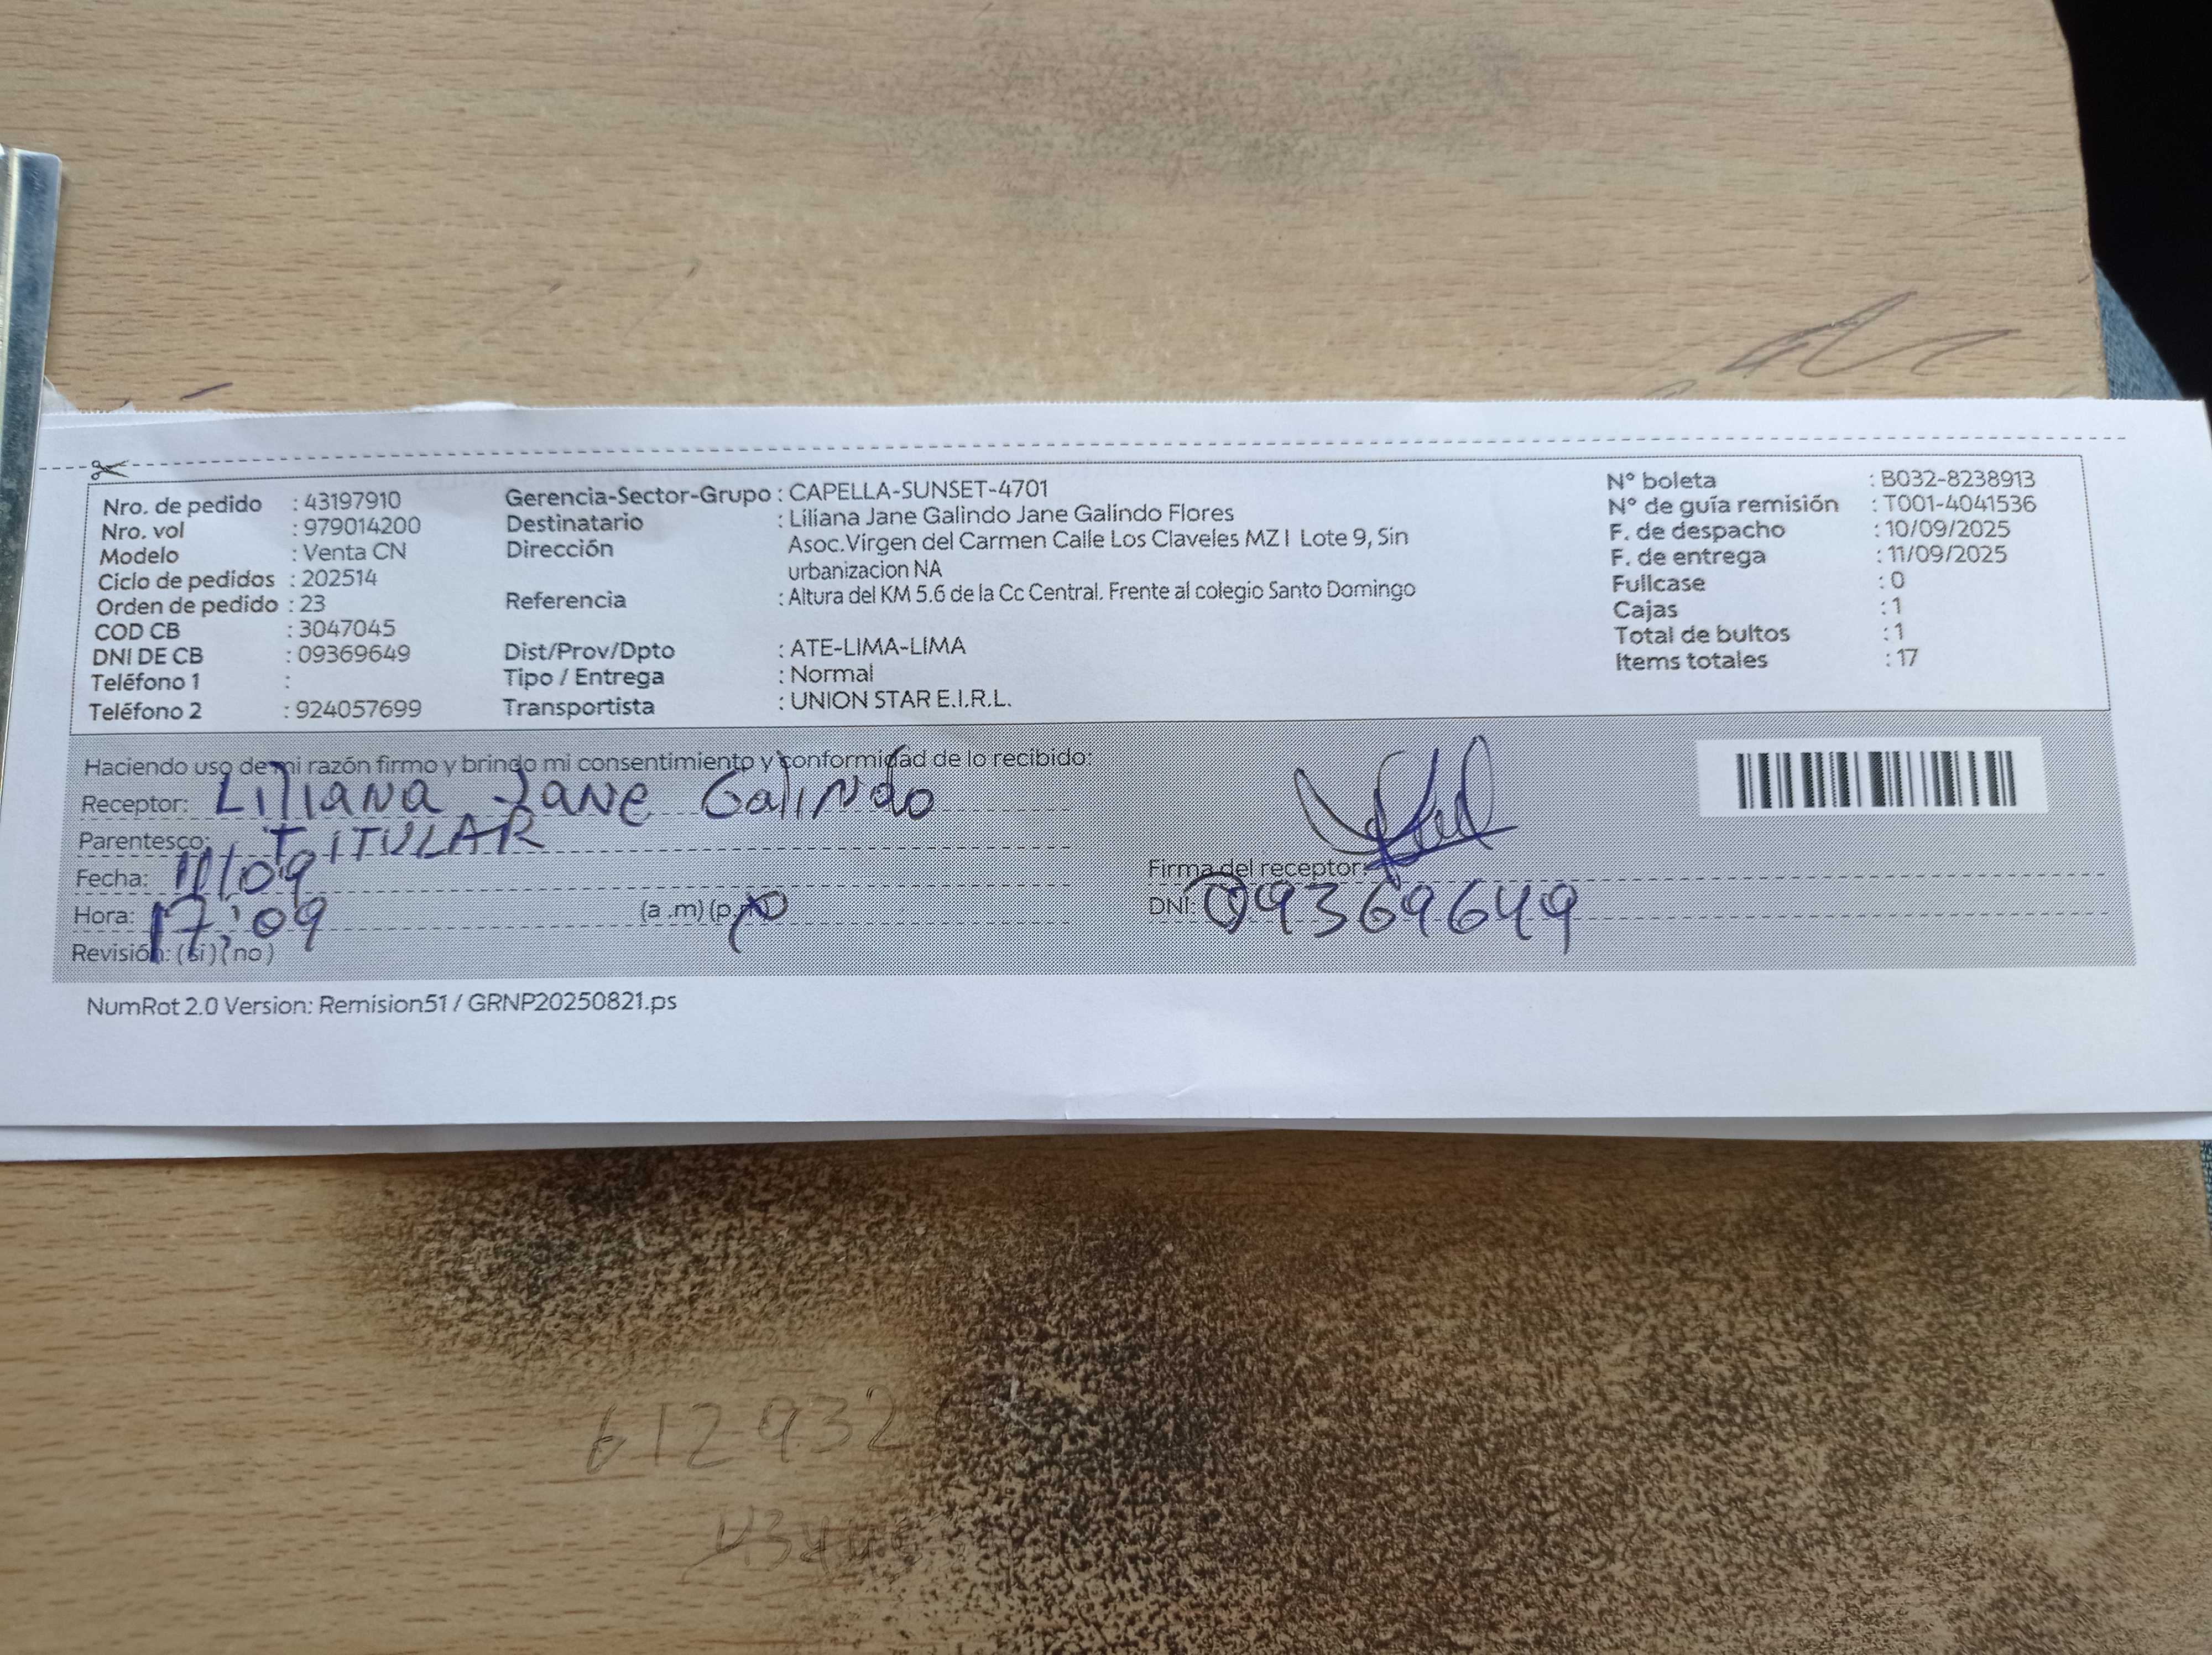 Nro. de pedido : 43197910
Nro. vol : 979014200
Modelo : Venta CN
Ciclo de pedidos : 202514
Orden de pedido : 23
COD CB : 3047045
DNI DE CB : 09369649
Teléfono 1 :
Teléfono 2 : 924057699
Gerencia-Sector-Grupo : CAPELLA-SUNSET-4701
Destinatario : Liliana Jane Galindo Jane Galindo Flores
Dirección Asoc.Virgen del Carmen Calle Los Claveles MZ I Lote 9, Sin
urbanizacion NA
Referencia : Altura del KM 5.6 de la Cc Central. Frente al colegio Santo Domingo
Dist/Prov/Dpto : ATE-LIMA-LIMA
Tipo / Entrega : Normal
Transportista : UNION STAR E.I.R.L.
N° boleta : B032-8238913
N° de guía remisión : T001-4041536
F. de despacho : 10/09/2025
F. de entrega : 11/09/2025
Fullcase : 0
Cajas : 1
Total de bultos : 1
Items totales : 17
Haciendo uso de mi razón firmo y brindo mi consentimiento y conformidad de lo recibido:
Receptor: Liliana Jane Galindo
Parentesco: TITULAR
Fecha: 11/09
Hora: 17:09 (a .m) (p.m)
Revisión: (si) (no)
Firma del receptor:
DNI: 09369649
NumRot 2.0 Version: Remision51 / GRNP20250821.ps
612932